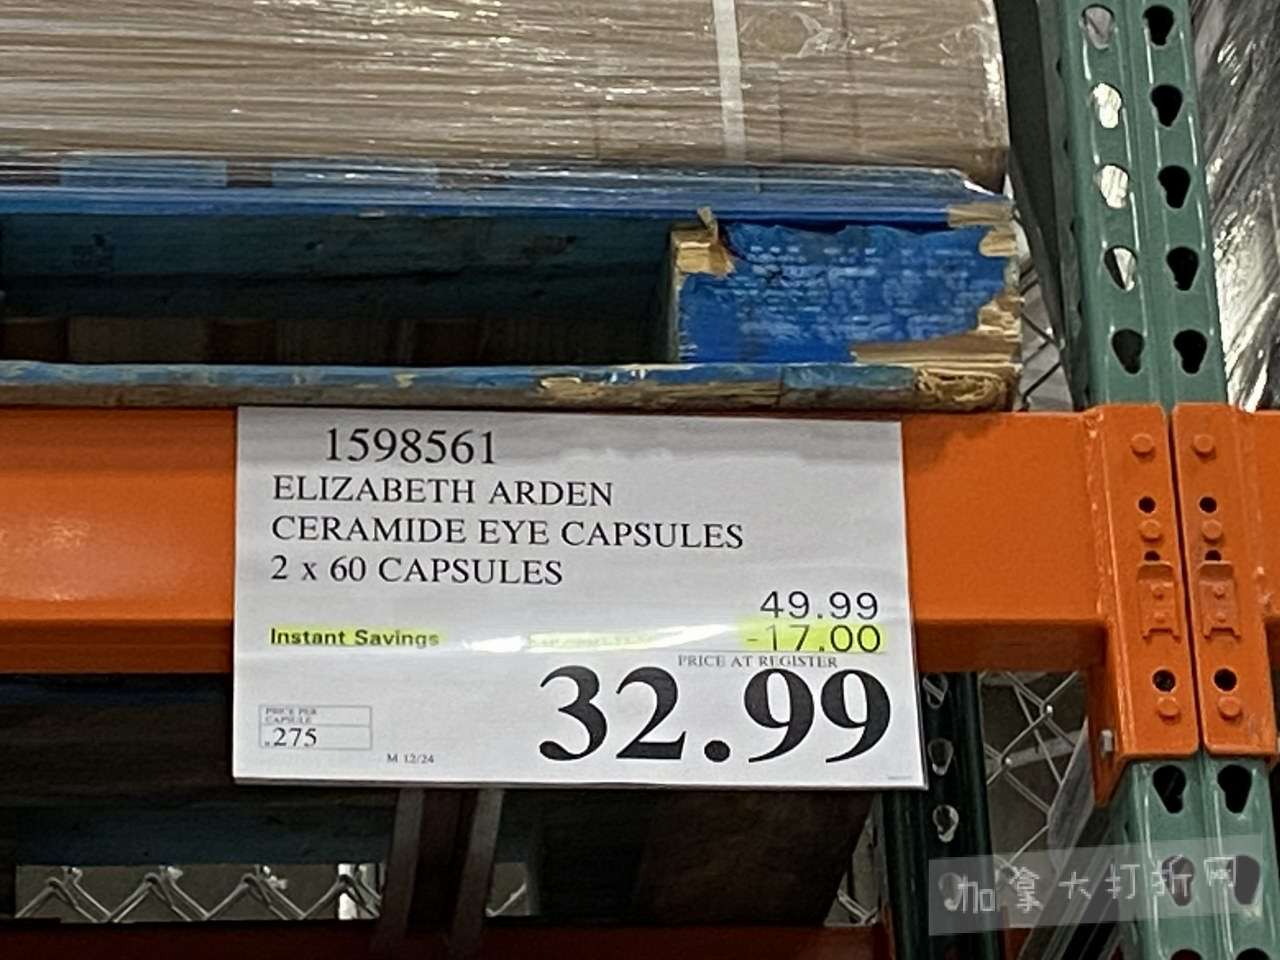 1598561
ELIZABETH ARDEN
CERAMIDE EYE CAPSULES
2 x 60 CAPSULES
49.99
Instant Savings -17.00
PRICE AT REGISTER
32.99
PRICE PER
CAPSULE
.275
M 12/24
加拿大打折网